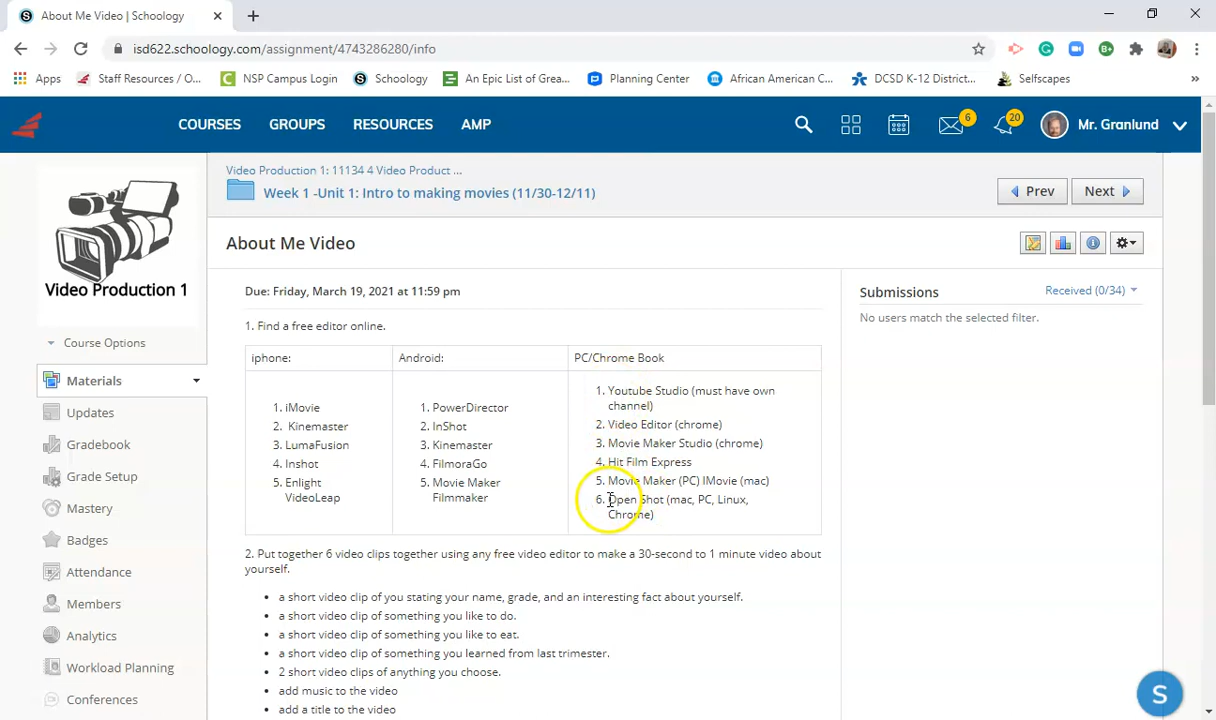 About Me Video | Schoology
isd622.schoology.com/assignment/4743286280/info
Apps
Staff Resources / O...
NSP Campus Login
Schoology
An Epic List of Grea...
Planning Center
African American C...
DCSD K-12 District...
Selfscapes
»
COURSES
GROUPS
RESOURCES
AMP
6
20
Mr. Granlund
Video Production 1: 11134 4 Video Product ...
Week 1 -Unit 1: Intro to making movies (11/30-12/11)
Prev
Next
Video Production 1
Course Options
Materials
Updates
Gradebook
Grade Setup
Mastery
Badges
Attendance
Members
Analytics
Workload Planning
Conferences
About Me Video
Due: Friday, March 19, 2021 at 11:59 pm
1. Find a free editor online.
iphone:
1. iMovie
2. Kinemaster
3. LumaFusion
4. Inshot
5. Enlight
VideoLeap
Android:
1. PowerDirector
2. InShot
3. Kinemaster
4. FilmoraGo
5. Movie Maker
Filmmaker
PC/Chrome Book
1. Youtube Studio (must have own
channel)
2. Video Editor (chrome)
3. Movie Maker Studio (chrome)
4. Hit Film Express
5. Movie Maker (PC) IMovie (mac)
6. Open Shot (mac, PC, Linux,
Chrome)
2. Put together 6 video clips together using any free video editor to make a 30-second to 1 minute video about
yourself.
• a short video clip of you stating your name, grade, and an interesting fact about yourself.
• a short video clip of something you like to do.
• a short video clip of something you like to eat.
• a short video clip of something you learned from last trimester.
• 2 short video clips of anything you choose.
• add music to the video
• add a title to the video
Submissions
Received (0/34)
No users match the selected filter.
S